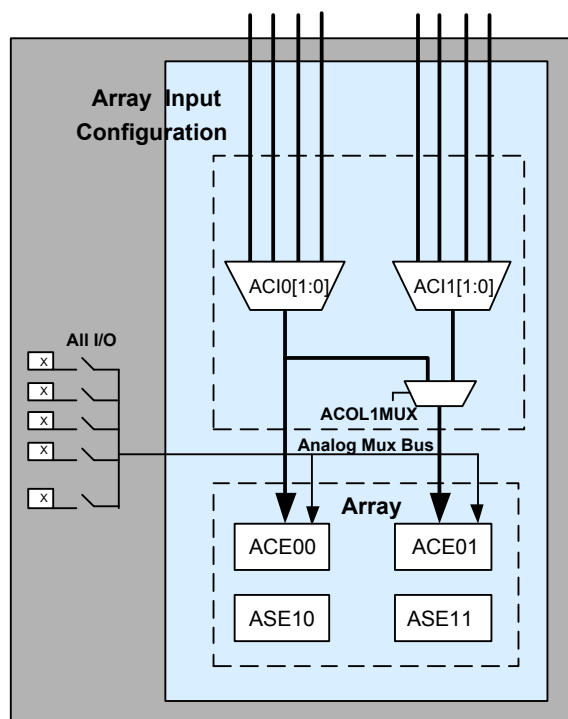 Array Input
Configuration
ACI0[1:0]
ACI1[1:0]
All I/O
X
X
X
X
X
ACOL1MUX
Analog Mux Bus
Array
ACE00
ACE01
ASE10
ASE11